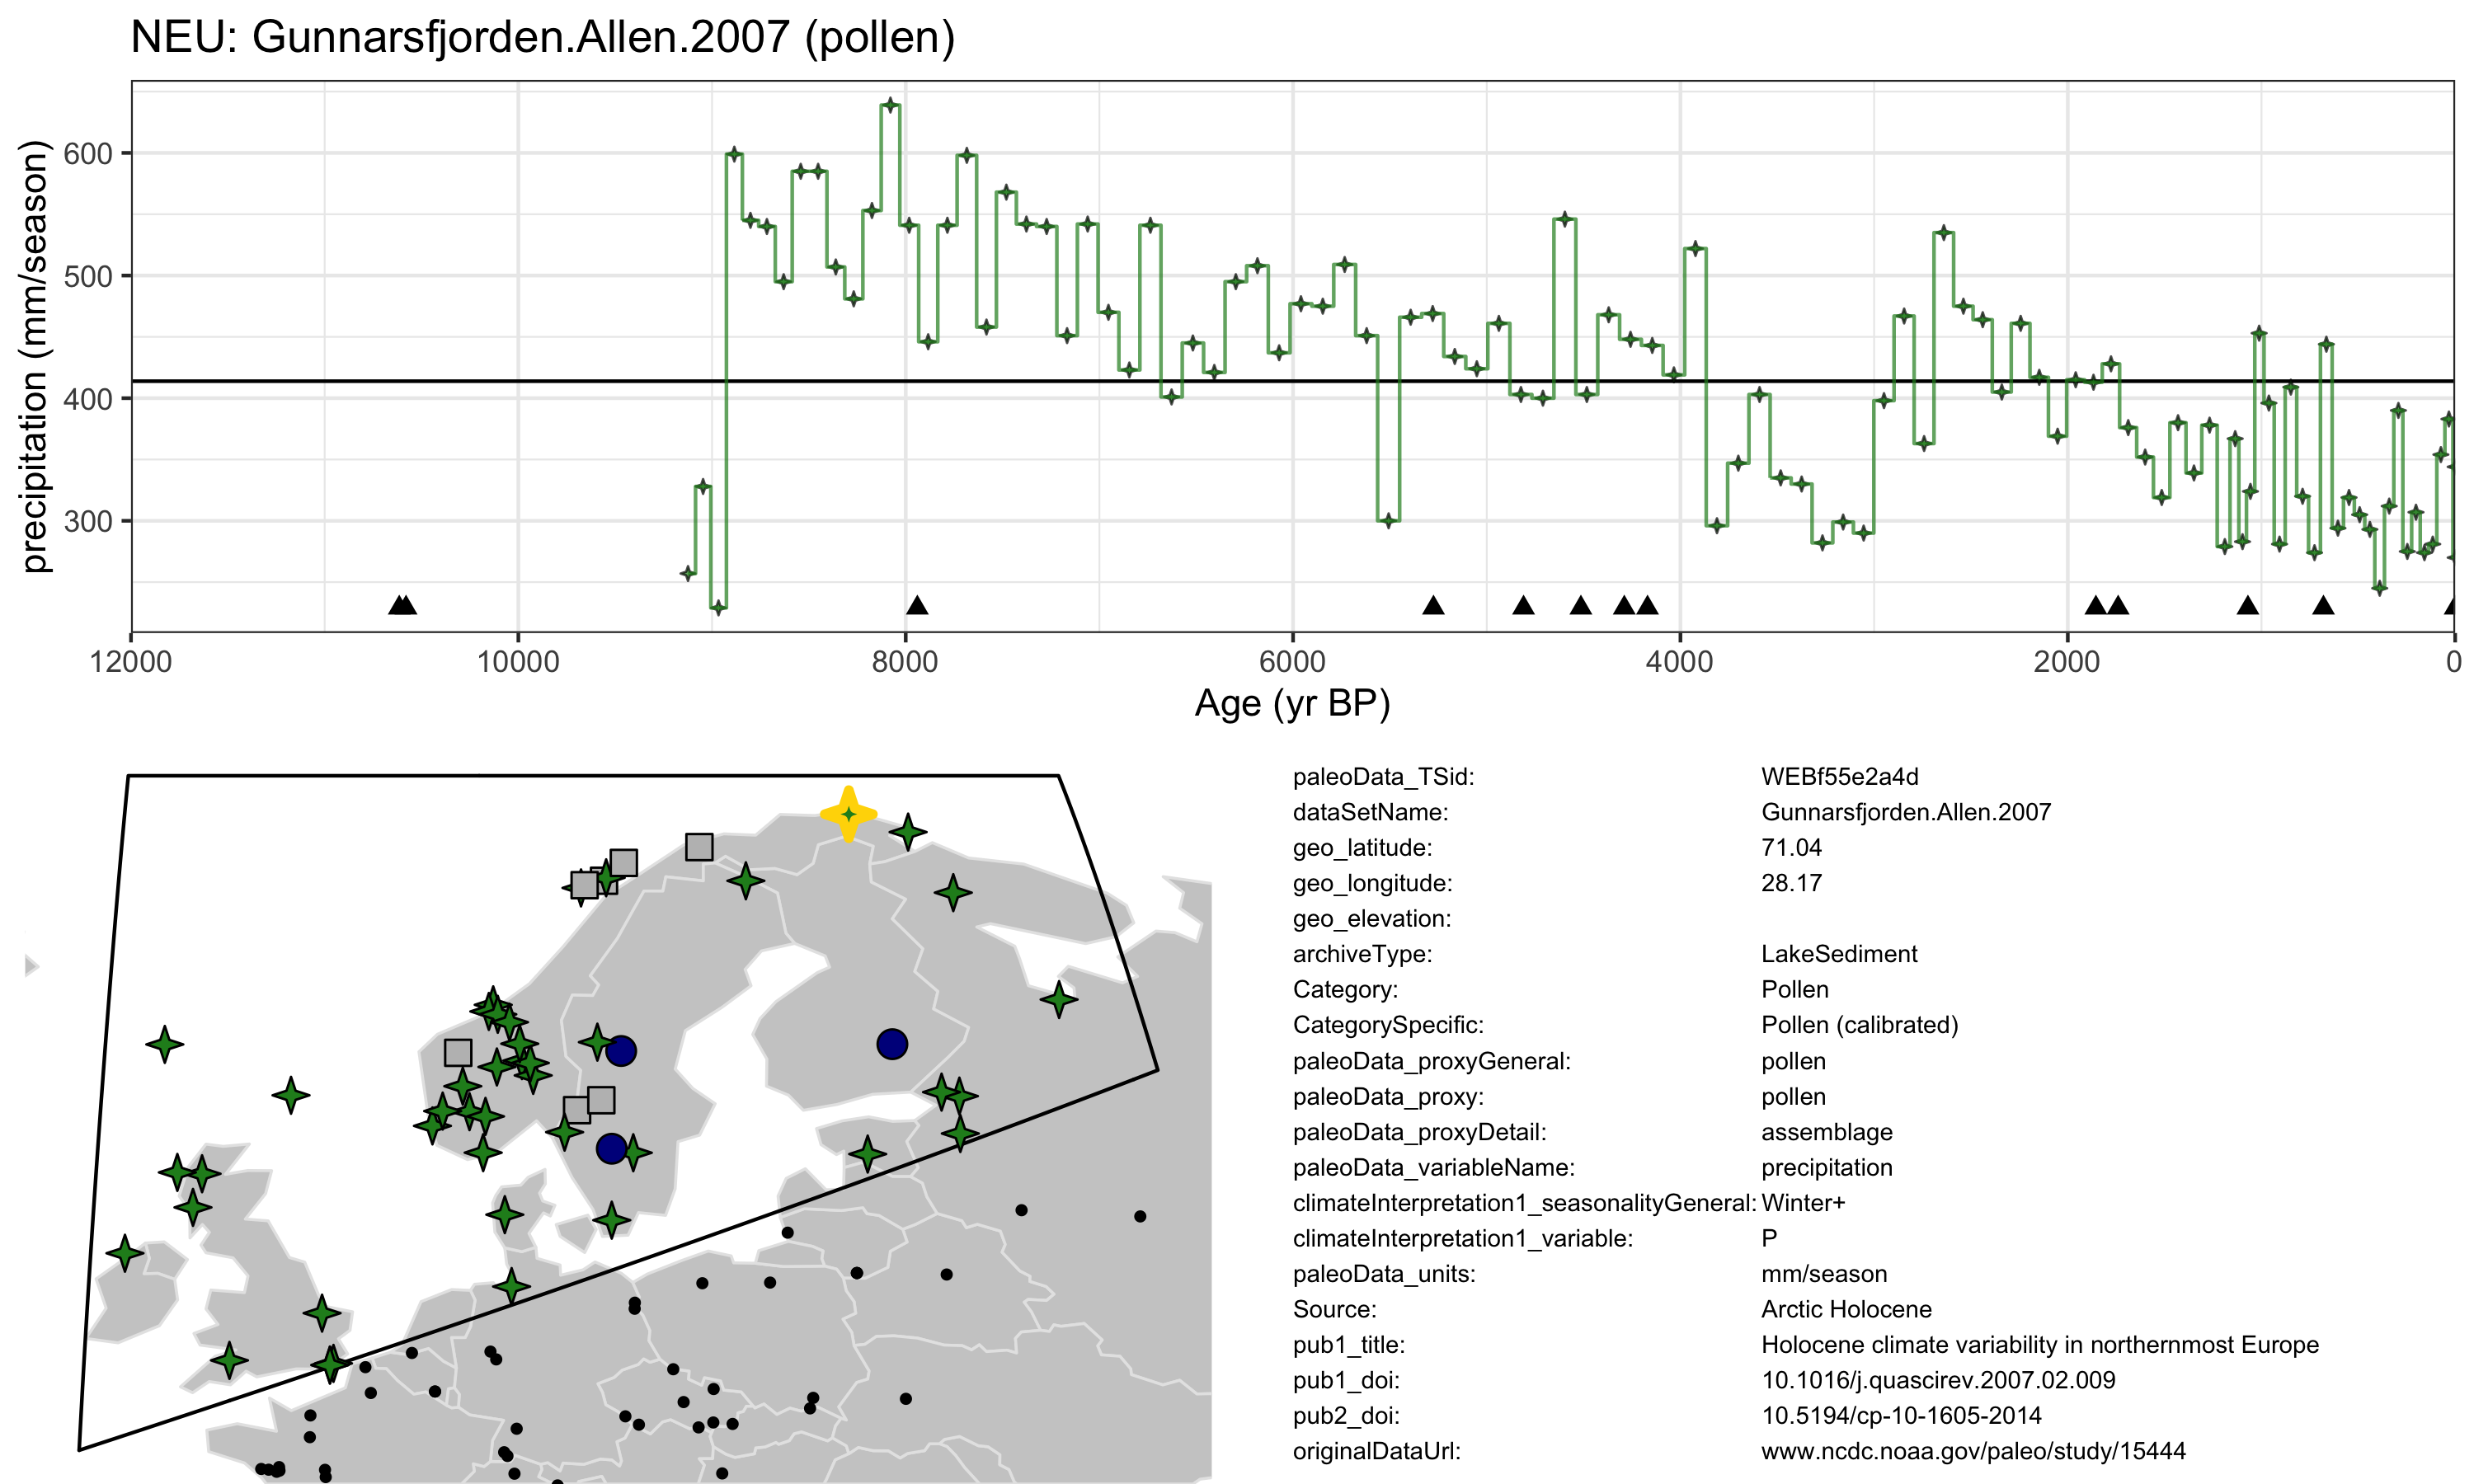 NEU: Gunnarsfjorden.Allen.2007 (pollen)
precipitation (mm/season)
600
500
400
300
12000 10000 8000 6000 4000 2000 0
Age (yr BP)
paleoData_TSid: WEBf55e2a4d
dataSetName: Gunnarsfjorden.Allen.2007
geo_latitude: 71.04
geo_longitude: 28.17
geo_elevation:
archiveType: LakeSediment
Category: Pollen
CategorySpecific: Pollen (calibrated)
paleoData_proxyGeneral: pollen
paleoData_proxy: pollen
paleoData_proxyDetail: assemblage
paleoData_variableName: precipitation
climateInterpretation1_seasonalityGeneral: Winter+
climateInterpretation1_variable: P
paleoData_units: mm/season
Source: Arctic Holocene
pub1_title: Holocene climate variability in northernmost Europe
pub1_doi: 10.1016/j.quascirev.2007.02.009
pub2_doi: 10.5194/cp-10-1605-2014
originalDataUrl: www.ncdc.noaa.gov/paleo/study/15444